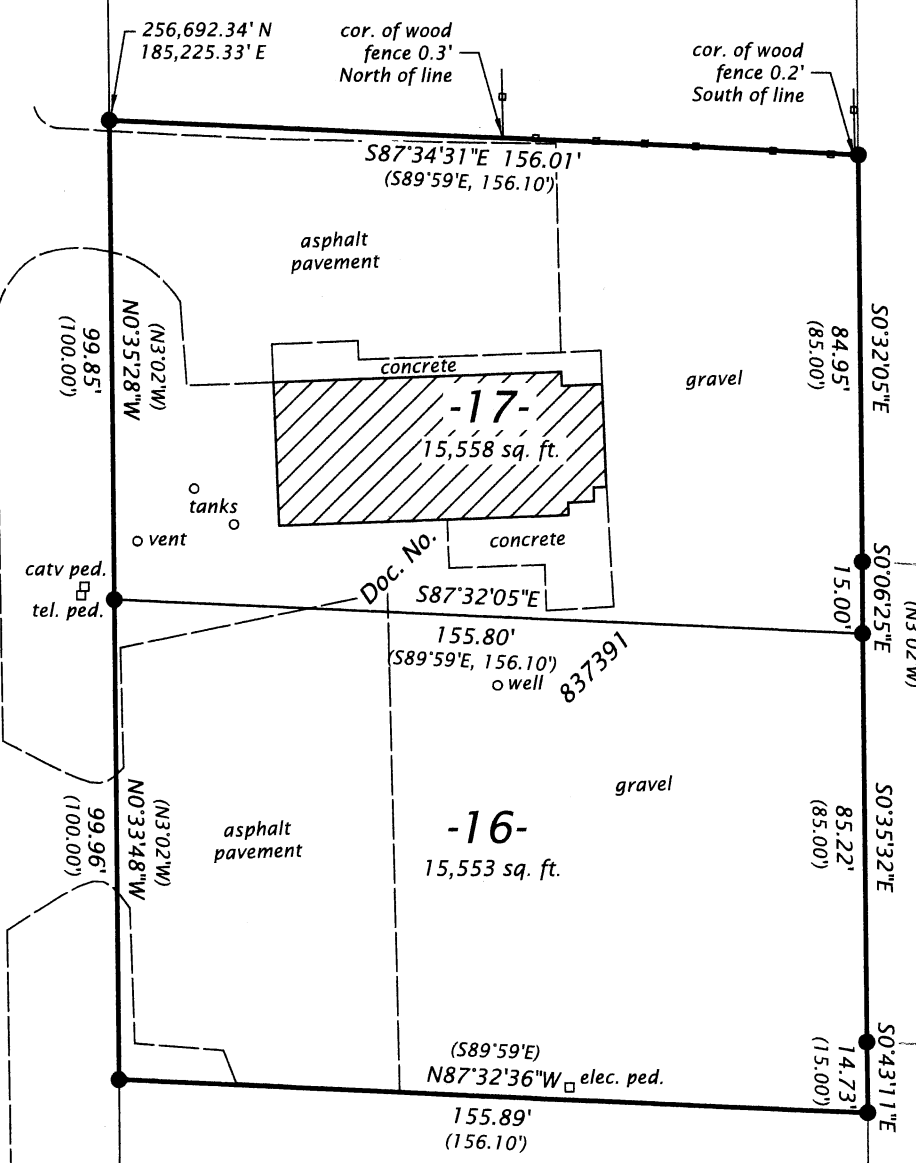 256,692.34' N
185,225.33' E
cor. of wood
fence 0.3'
North of line
cor. of wood
fence 0.2'
South of line
S87°34'31"E 156.01'
(S89°59'E, 156.10')
asphalt
pavement
N0°35'28"W
(N3°02'W)
99.85'
(100.00')
S0°32'05"E
84.95'
(85.00')
concrete
gravel
-17-
15,558 sq. ft.
tanks
vent
concrete
catv ped.
tel. ped.
Doc. No.
837391
S87°32'05"E
155.80'
(S89°59'E, 156.10')
well
S0°06'25"E
15.00'
(N3°02'W)
N0°33'48"W
(N3°02'W)
99.96'
(100.00')
asphalt
pavement
gravel
-16-
15,553 sq. ft.
S0°35'32"E
85.22'
(85.00')
(S89°59'E)
N87°32'36"W
elec. ped.
155.89'
(156.10')
S0°43'11"E
14.73'
(15.00')